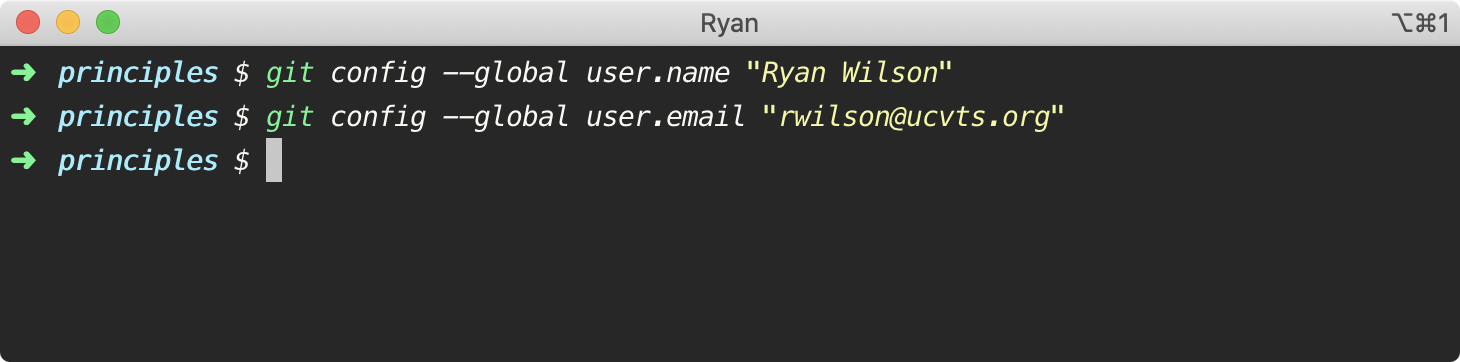 Ryan
⌥⌘1
➜ principles $ git config --global user.name "Ryan Wilson"
➜ principles $ git config --global user.email "rwilson@ucvts.org"
➜ principles $